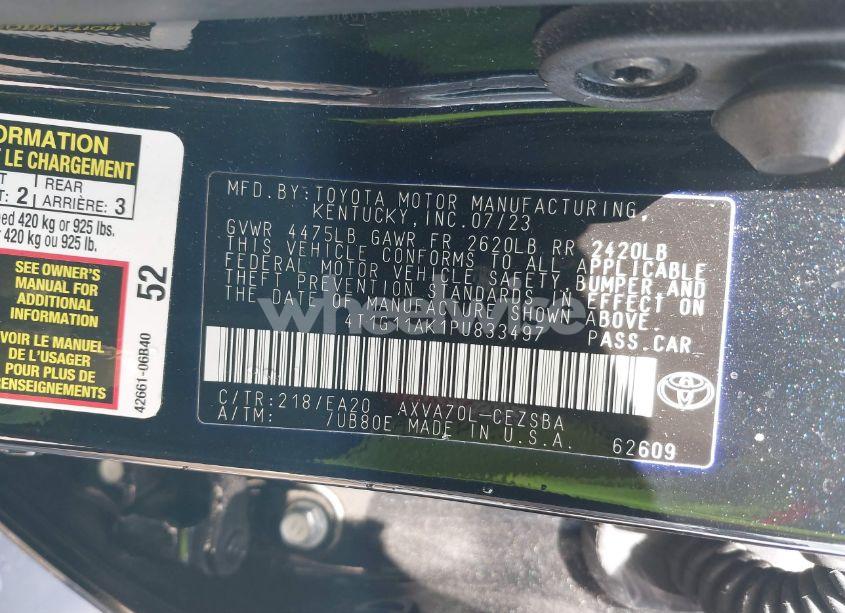 ORMATION
LE CHARGEMENT
REAR
2 ARRIÈRE: 3
420 kg or 925 lbs.
420 kg ou 925 lb.
SEE OWNER'S
MANUAL FOR
ADDITIONAL
INFORMATION
VOIR LE
MANUEL DE
L'USAGER
POUR PLUS DE
RENSEIGNEMENTS
52
42661-06B40
MFD.BY:TOYOTA MOTOR MANUFACTURING,
KENTUCKY, INC. 07/23
GVWR 4475LB GAWR FR 2620LB RR 2420LB
THIS VEHICLE CONFORMS TO ALL APPLICABLE
FEDERAL MOTOR VEHICLE SAFETY, BUMPER AND
THEFT PREVENTION STANDARDS IN EFFECT ON
THE DATE OF MANUFACTURE SHOWN ABOVE.
4T1G11AK1PU833497 PASS.CAR
C/TR:218/EA20 AXVA70L-CEZSBA
A/TM: /UB80E MADE IN U.S.A.
62609